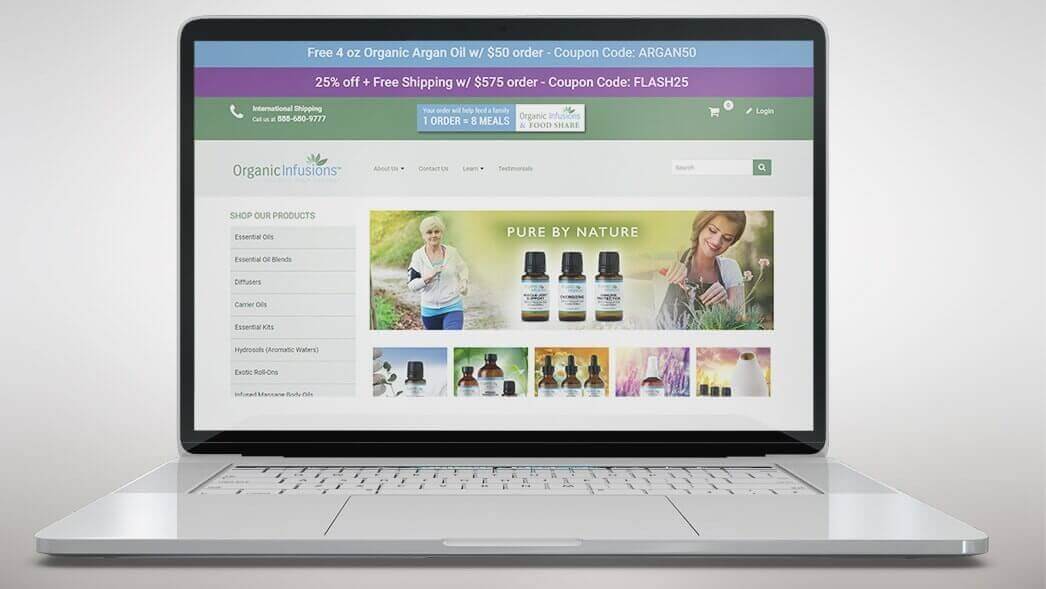 Free 4 oz Organic Argan Oil w/ $50 order - Coupon Code: ARGAN50
25% off + Free Shipping w/ $575 order - Coupon Code: FLASH25
International Shipping
Call us at 888-680-9777
Your order will help feed a family
1 ORDER = 8 MEALS
Organic Infusions
& FOOD SHARE
0
Login
OrganicInfusions™
About Us
Contact Us
Learn
Testimonials
Search
SHOP OUR PRODUCTS
Essential Oils
Essential Oil Blends
Diffusers
Carrier Oils
Essential Kits
Hydrosols (Aromatic Waters)
Exotic Roll-Ons
Infused Massage Body Oils
PURE BY NATURE
ENERGIZING